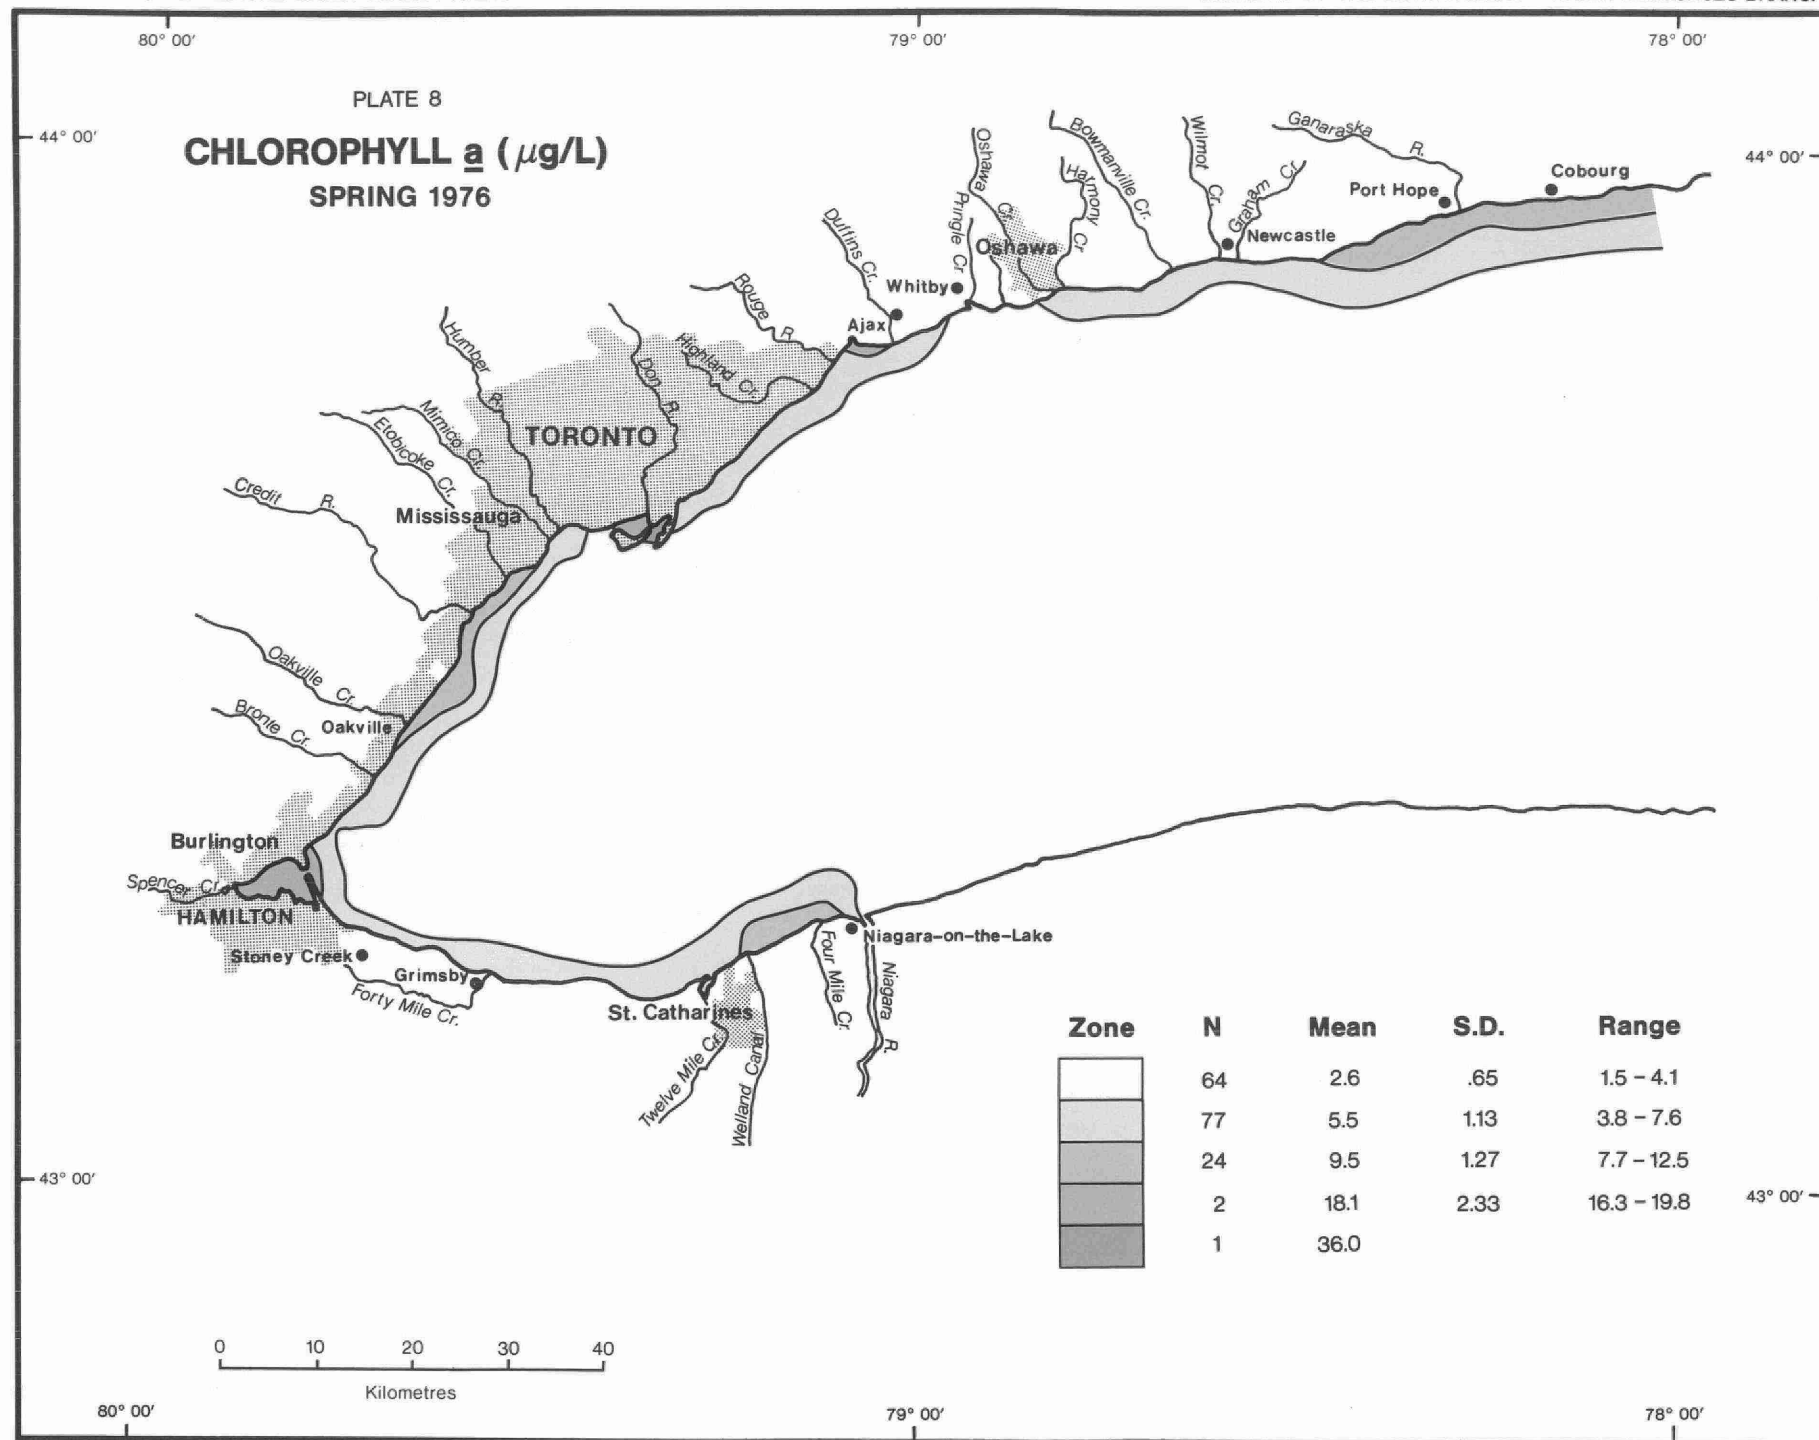 80° 00′ 79° 00′ 78° 00′
PLATE 8
44° 00′
CHLOROPHYLL a (μg/L)
SPRING 1976
44° 00′
Ganaraska R.
Cobourg
Port Hope
Wilmot Cr.
Graham Cr.
Newcastle
Bowmanville Cr.
Harmony Cr
Oshawa Cr.
Oshawa
Pringle Cr.
Whitby
Duffins Cr.
Ajax
Rouge R.
Highland Cr.
Don R.
Humber R.
TORONTO
Mimico Cr.
Etobicoke Cr.
Mississauga
Credit R.
Oakville Cr.
Oakville
Bronte Cr.
Burlington
Spencer Cr.
HAMILTON
Stoney Creek
Grimsby
Forty Mile Cr.
St. Catharines
Twelve Mile Cr.
Welland Canal
Four Mile Cr.
Niagara-on-the-Lake
Niagara R.
Zone N Mean S.D. Range
64 2.6 .65 1.5 – 4.1
77 5.5 1.13 3.8 – 7.6
24 9.5 1.27 7.7 – 12.5
2 18.1 2.33 16.3 – 19.8
1 36.0
43° 00′
43° 00′
0 10 20 30 40
Kilometres
80° 00′ 79° 00′ 78° 00′